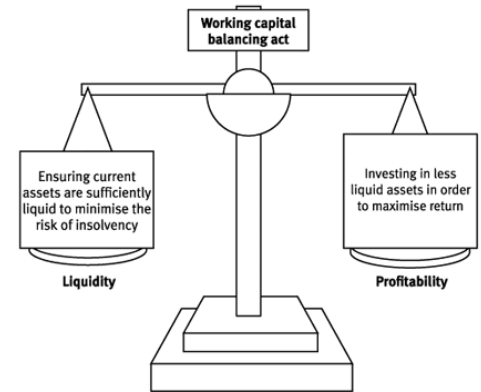 Working capital
balancing act
Ensuring current
assets are sufficiently
liquid to minimise the
risk of insolvency
Liquidity
Investing in less
liquid assets in order
to maximise return
Profitability